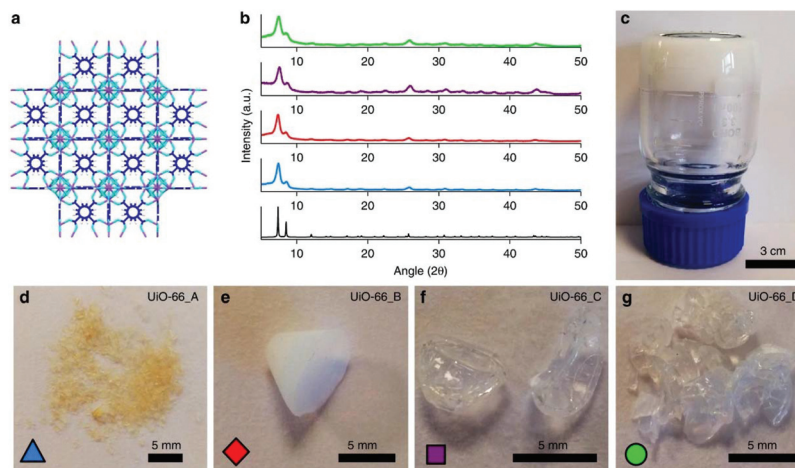 a
b
c
Intensity (a.u.)
10 20 30 40 50
10 20 30 40 50
10 20 30 40 50
10 20 30 40 50
10 20 30 40 50
Angle (2θ)
3 cm
d UiO-66_A
5 mm
e UiO-66_B
5 mm
f UiO-66_C
5 mm
g UiO-66_D
5 mm